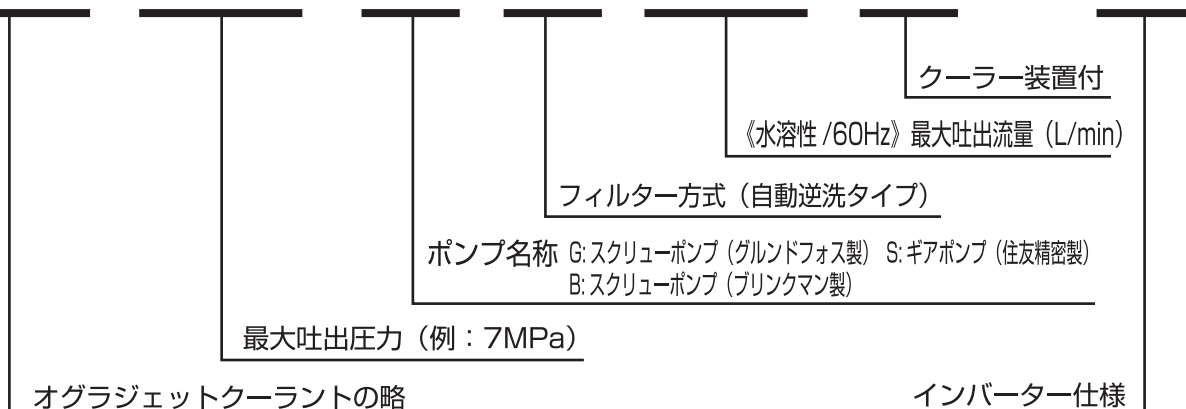 クーラー装置付
《水溶性/60Hz》最大吐出流量（L/min）
フィルター方式（自動逆洗タイプ）
ポンプ名称 G:スクリューポンプ（グルンドフォス製） S:ギアポンプ（住友精密製）
B:スクリューポンプ（ブリンクマン製）
最大吐出圧力（例：7MPa）
オグラジェットクーラントの略 インバーター仕様